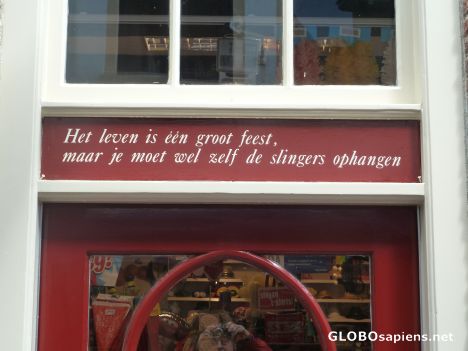 Het leven is één groot feest,
maar je moet wel zelf de slingers ophangen
GLOBOsapiens.net